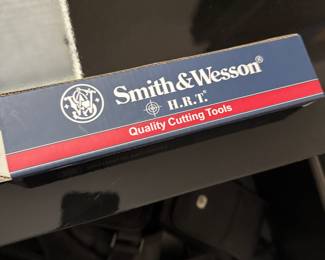 Smith & Wesson®
H.R.T.®
Quality Cutting Tools